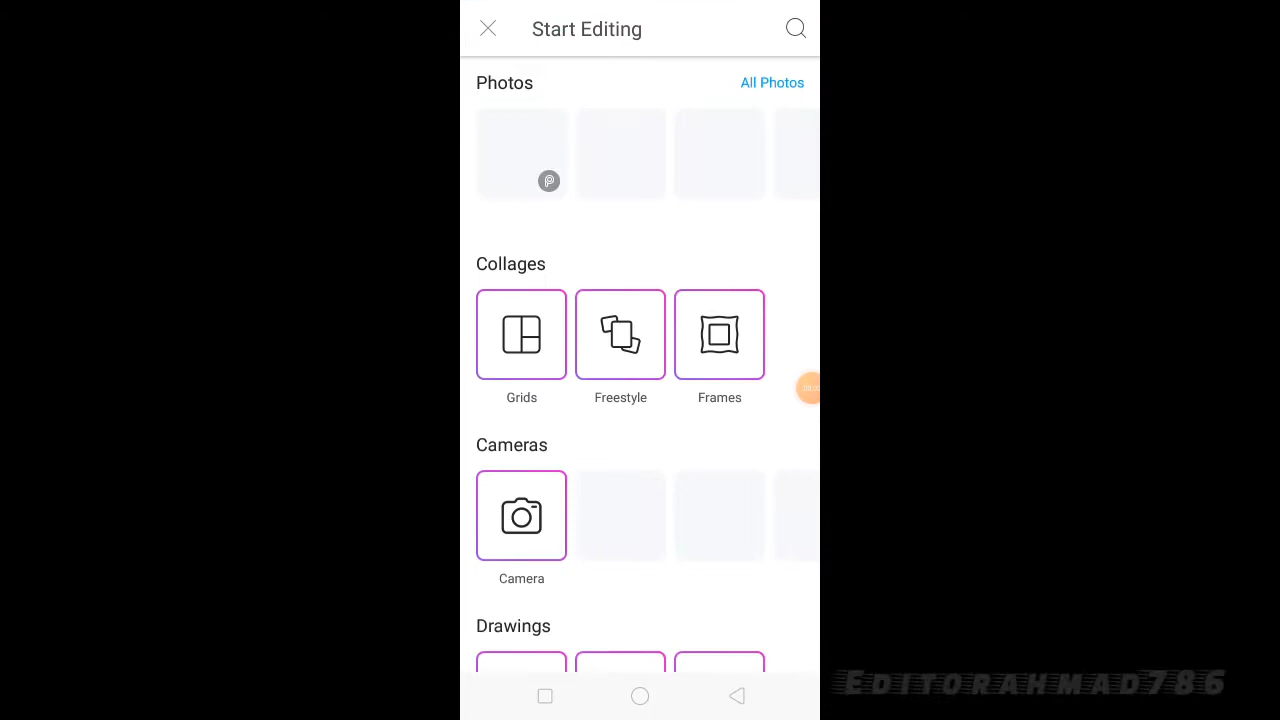 Start Editing
Photos
All Photos
Collages
Grids
Freestyle
Frames
Cameras
Camera
Drawings
EDITORAHMAD786